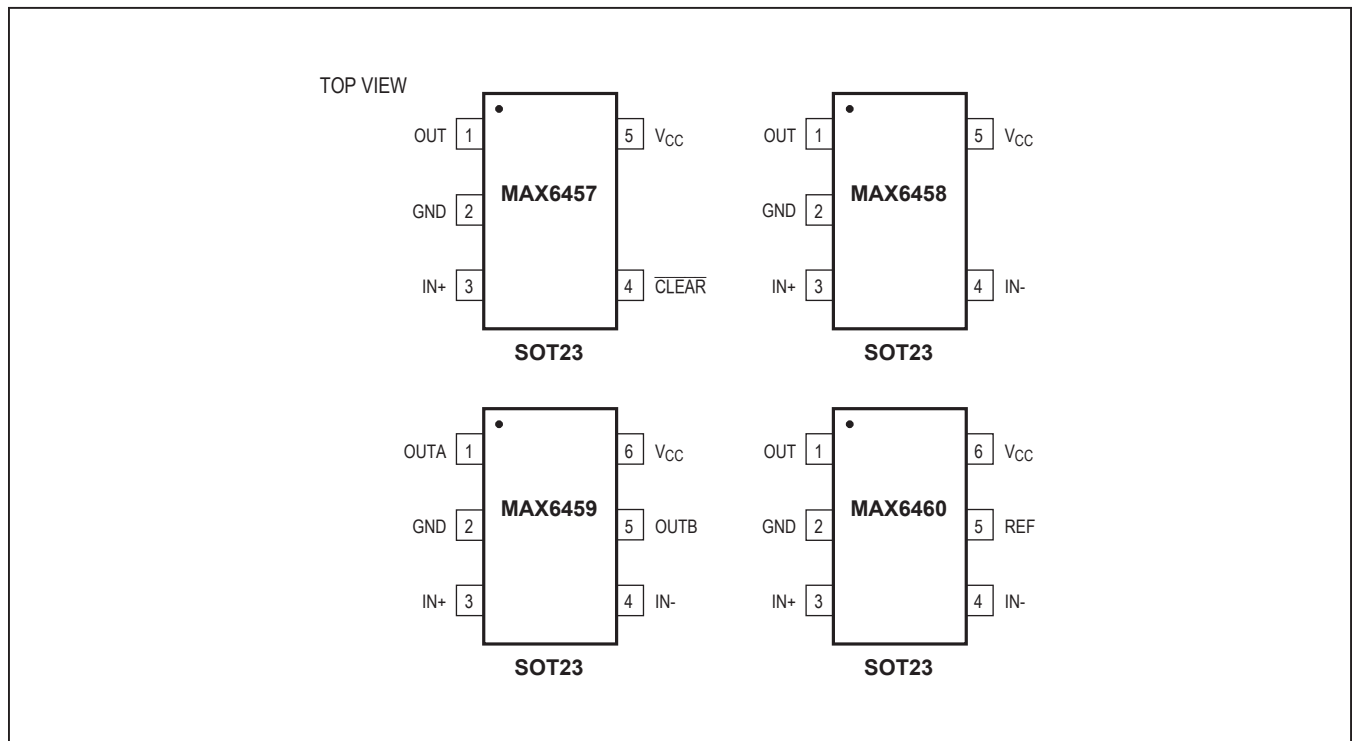 TOP VIEW
OUT 1 5 VCC
MAX6457
GND 2
IN+ 3 4 CLEAR
SOT23
OUT 1 5 VCC
MAX6458
GND 2
IN+ 3 4 IN-
SOT23
OUTA 1 6 VCC
MAX6459
GND 2 5 OUTB
IN+ 3 4 IN-
SOT23
OUT 1 6 VCC
MAX6460
GND 2 5 REF
IN+ 3 4 IN-
SOT23